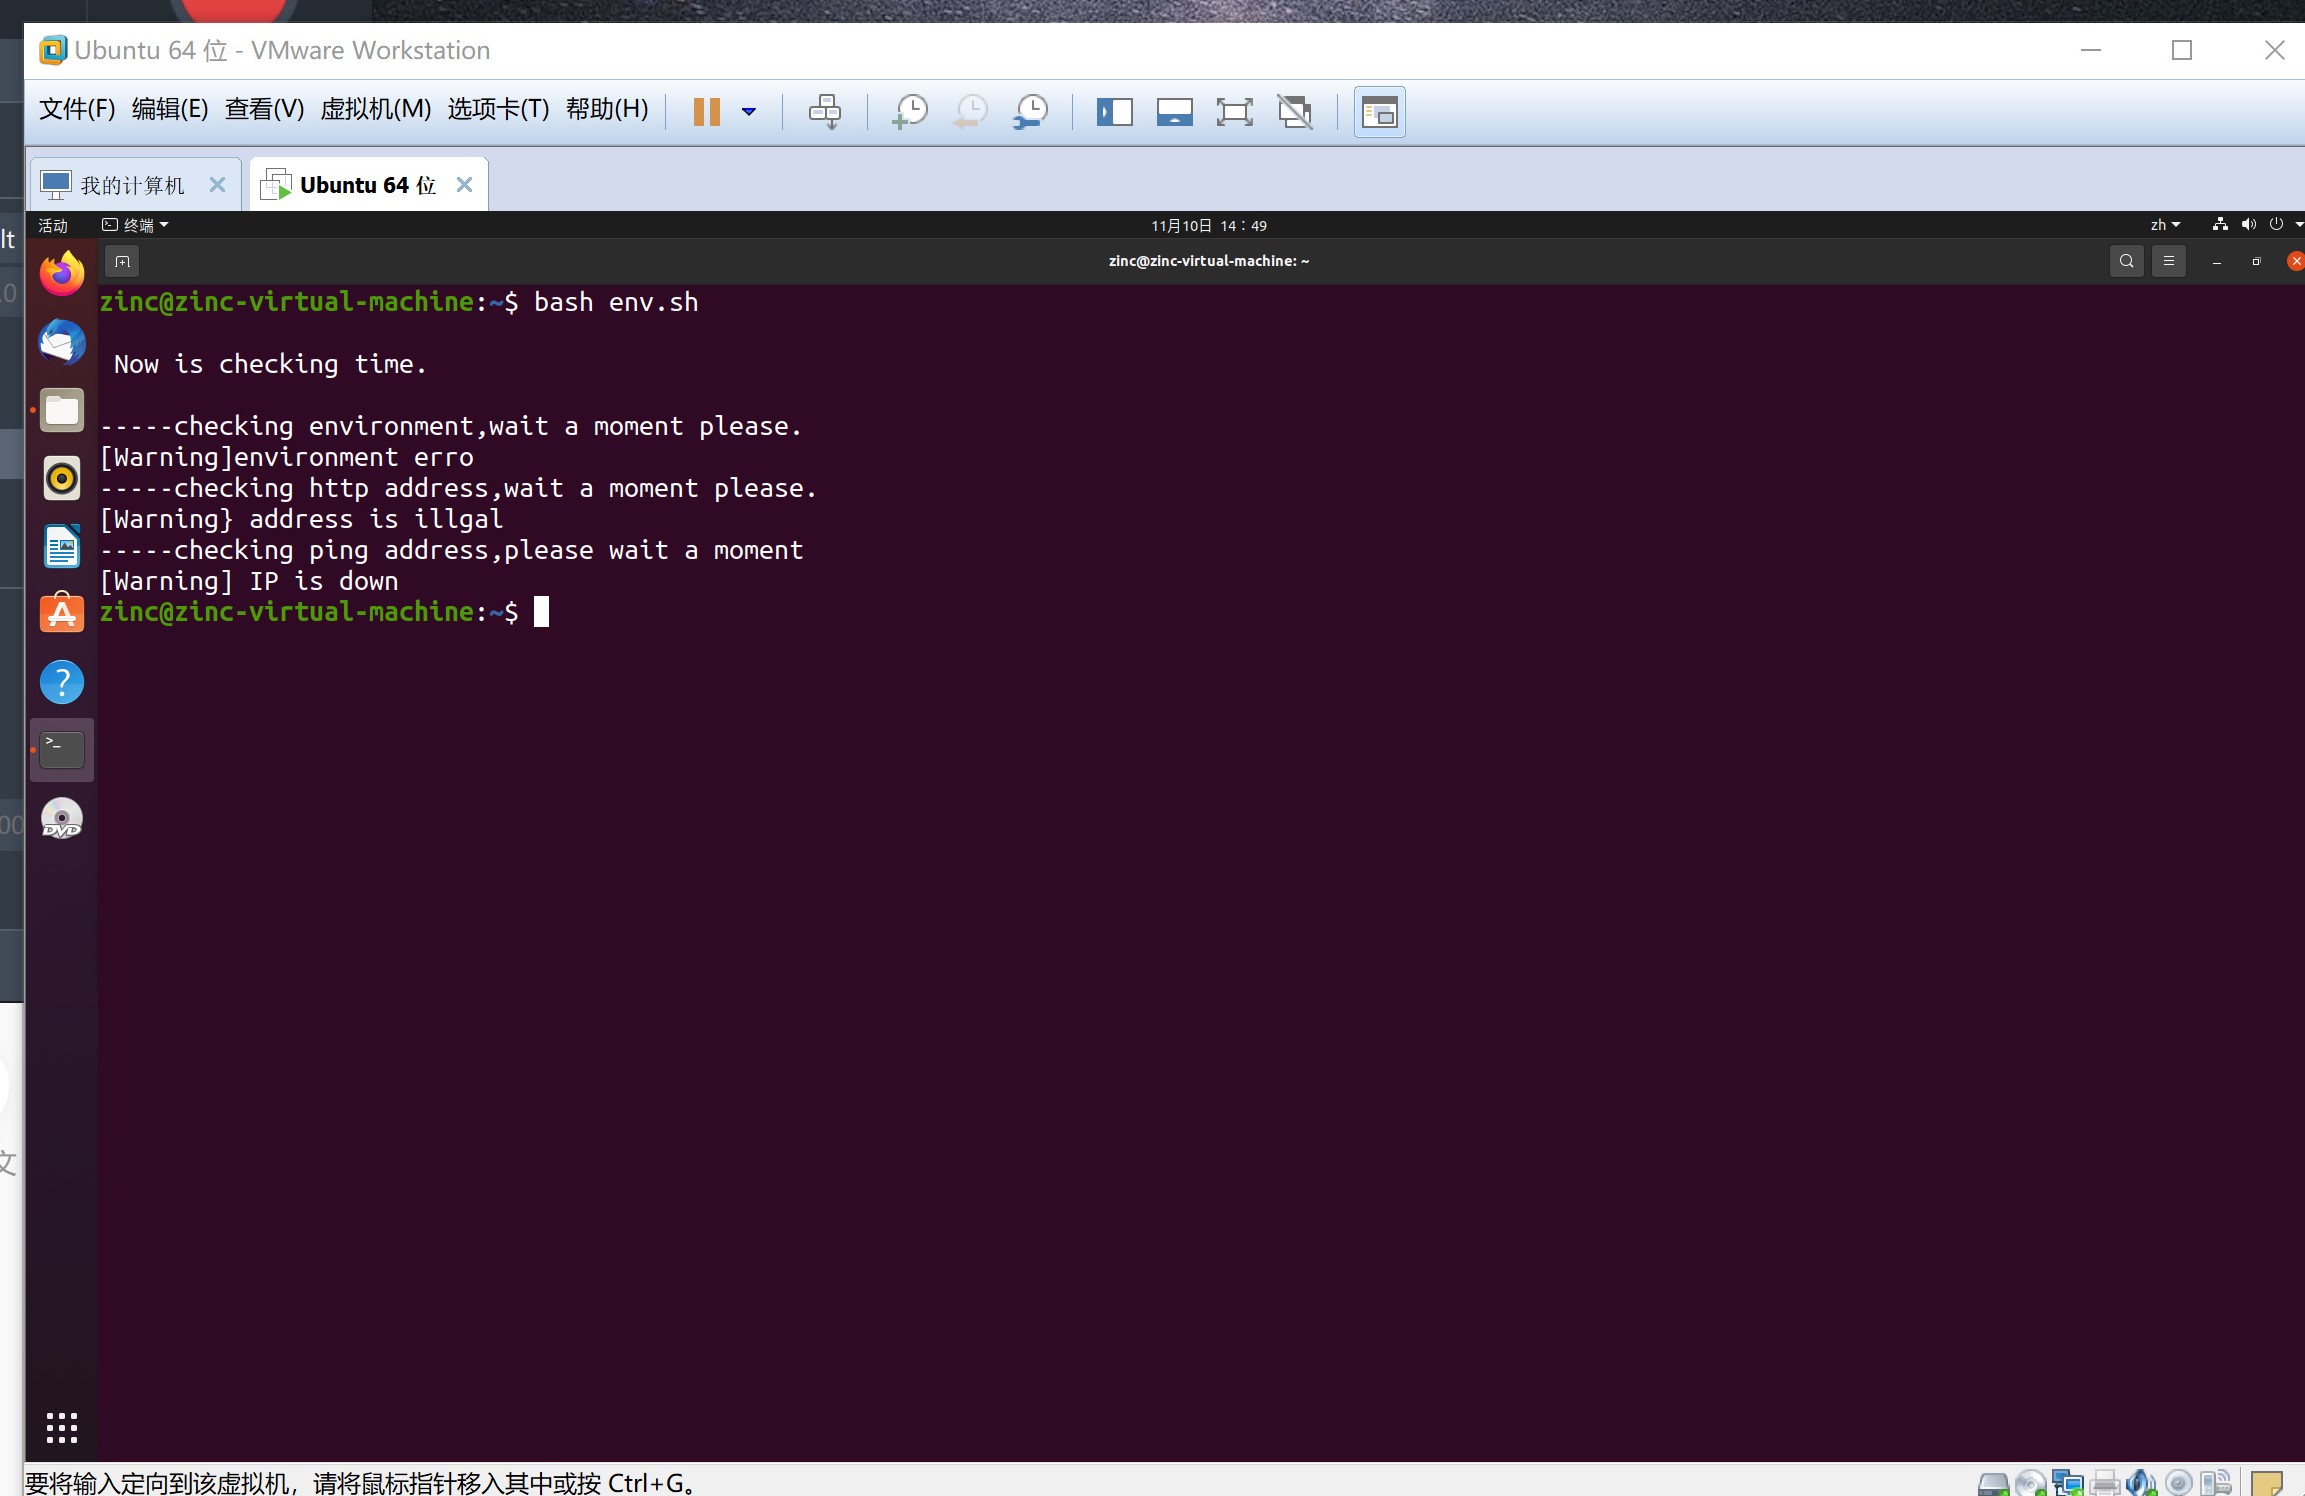 Ubuntu 64 位 - VMware Workstation
文件(F) 编辑(E) 查看(V) 虚拟机(M) 选项卡(T) 帮助(H)
我的计算机
Ubuntu 64 位
活动
终端
11月10日 14：49
zh
zinc@zinc-virtual-machine: ~
zinc@zinc-virtual-machine:~$ bash env.sh
Now is checking time.
-----checking environment,wait a moment please.
[Warning]environment erro
-----checking http address,wait a moment please.
[Warning} address is illgal
-----checking ping address,please wait a moment
[Warning] IP is down
zinc@zinc-virtual-machine:~$
DVD
lt
.0
00
文
要将输入定向到该虚拟机，请将鼠标指针移入其中或按 Ctrl+G。